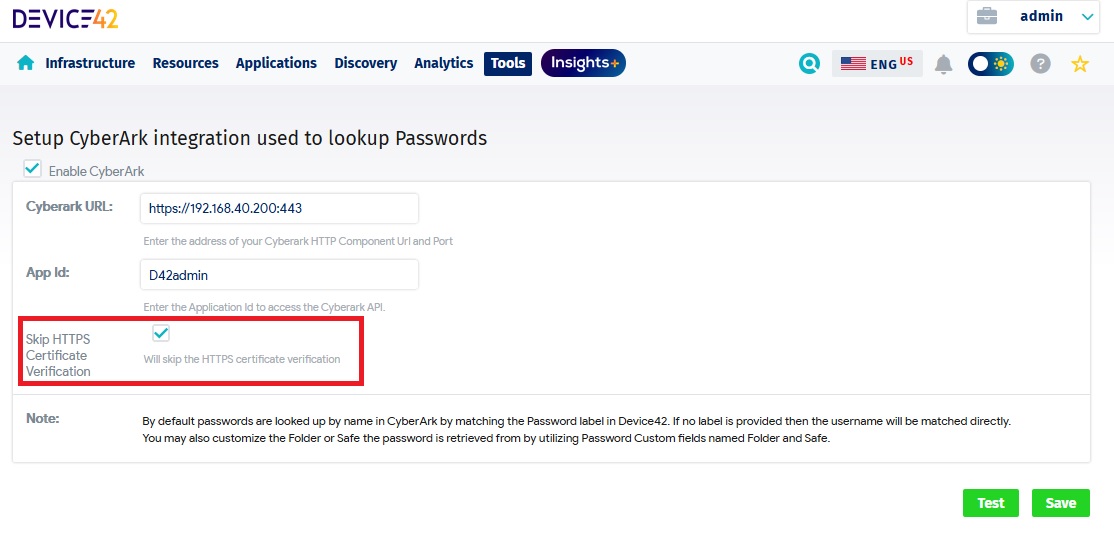 DEVICE42
admin
Infrastructure Resources Applications Discovery Analytics Tools Insights+
ENG US
?
Setup CyberArk integration used to lookup Passwords
Enable CyberArk
Cyberark URL:
https://192.168.40.200:443
Enter the address of your Cyberark HTTP Component Url and Port
App Id:
D42admin
Enter the Application Id to access the Cyberark API.
Skip HTTPS
Certificate
Verification
Will skip the HTTPS certificate verification
Note:
By default passwords are looked up by name in CyberArk by matching the Password label in Device42. If no label is provided then the username will be matched directly.
You may also customize the Folder or Safe the password is retrieved from by utilizing Password Custom fields named Folder and Safe.
Test Save